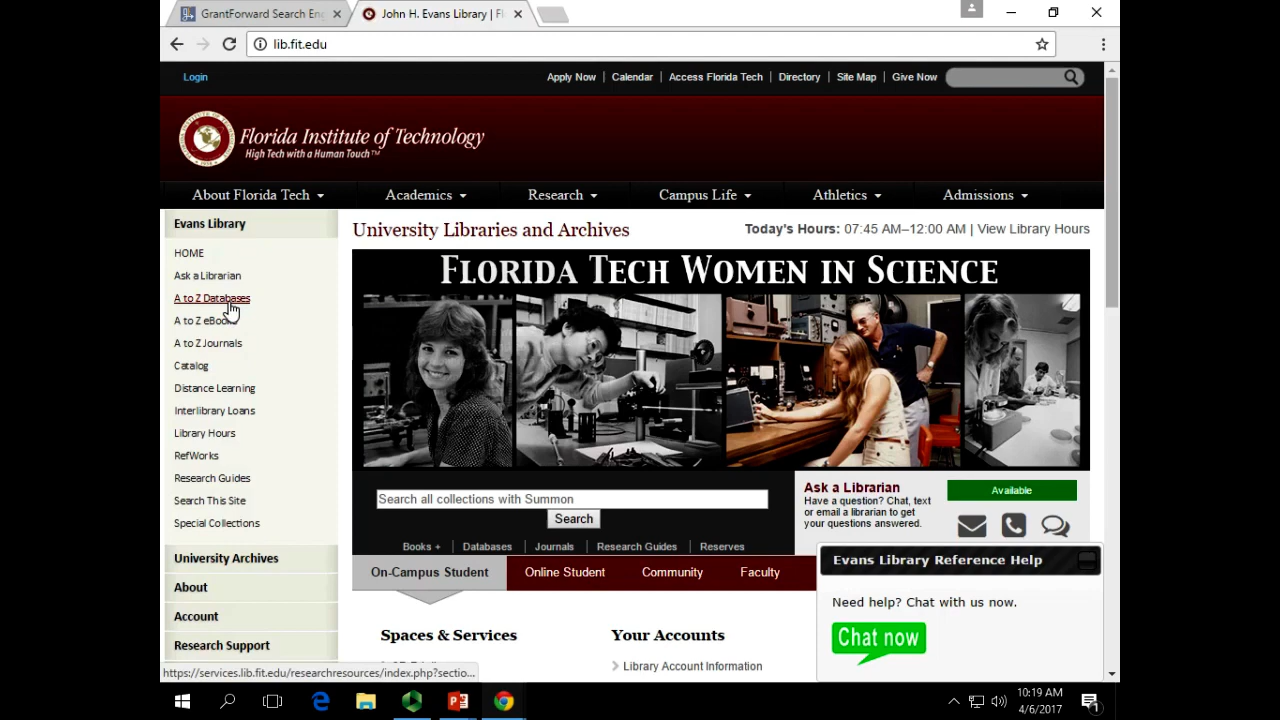 GrantForward Search En
John H. Evans Library | F
lib.fit.edu
Login
Apply Now | Calendar | Access Florida Tech | Directory | Site Map | Give Now
Florida Institute of Technology
High Tech with a Human Touch™
About Florida Tech
Academics
Research
Campus Life
Athletics
Admissions
Evans Library
HOME
Ask a Librarian
A to Z Databases
A to Z eBooks
A to Z Journals
Catalog
Distance Learning
Interlibrary Loans
Library Hours
RefWorks
Research Guides
Search This Site
Special Collections
University Archives
About
Account
Research Support
University Libraries and Archives
Today's Hours: 07:45 AM–12:00 AM | View Library Hours
FLORIDA TECH WOMEN IN SCIENCE
Search all collections with Summon
Search
Books + | Databases | Journals | Research Guides | Reserves
Ask a Librarian
Have a question? Chat, text
or email a librarian to get
your questions answered.
Available
On-Campus Student
Online Student
Community
Faculty
Spaces & Services
Your Accounts
Library Account Information
Evans Library Reference Help
Need help? Chat with us now.
Chat now
https://services.lib.fit.edu/researchresources/index.php?sectio...
10:19 AM
4/6/2017